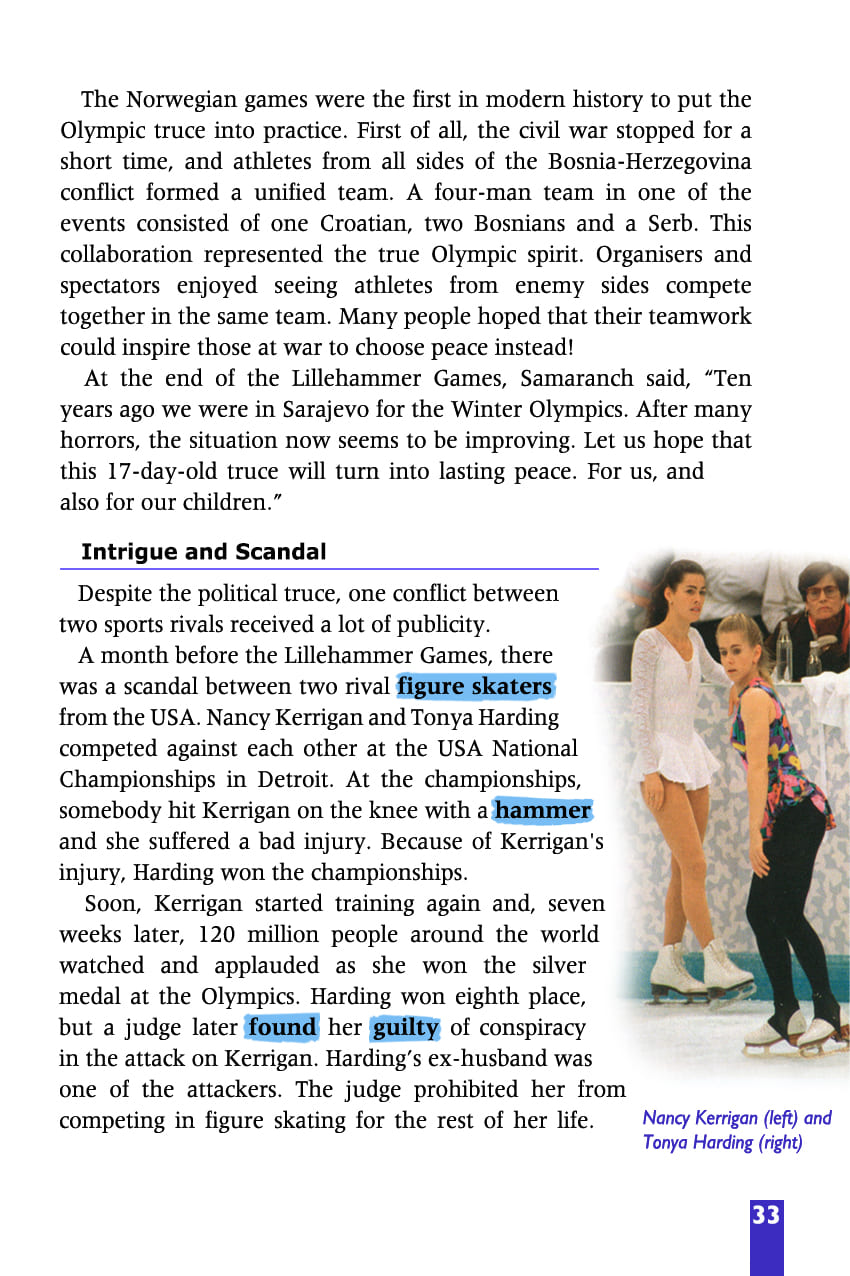 The Norwegian games were the first in modern history to put the
Olympic truce into practice. First of all, the civil war stopped for a
short time, and athletes from all sides of the Bosnia-Herzegovina
conflict formed a unified team. A four-man team in one of the
events consisted of one Croatian, two Bosnians and a Serb. This
collaboration represented the true Olympic spirit. Organisers and
spectators enjoyed seeing athletes from enemy sides compete
together in the same team. Many people hoped that their teamwork
could inspire those at war to choose peace instead!
At the end of the Lillehammer Games, Samaranch said, “Ten
years ago we were in Sarajevo for the Winter Olympics. After many
horrors, the situation now seems to be improving. Let us hope that
this 17-day-old truce will turn into lasting peace. For us, and
also for our children.”
Intrigue and Scandal
Despite the political truce, one conflict between
two sports rivals received a lot of publicity.
A month before the Lillehammer Games, there
was a scandal between two rival figure skaters
from the USA. Nancy Kerrigan and Tonya Harding
competed against each other at the USA National
Championships in Detroit. At the championships,
somebody hit Kerrigan on the knee with a hammer
and she suffered a bad injury. Because of Kerrigan's
injury, Harding won the championships.
Soon, Kerrigan started training again and, seven
weeks later, 120 million people around the world
watched and applauded as she won the silver
medal at the Olympics. Harding won eighth place,
but a judge later found her guilty of conspiracy
in the attack on Kerrigan. Harding’s ex-husband was
one of the attackers. The judge prohibited her from
competing in figure skating for the rest of her life.
Nancy Kerrigan (left) and
Tonya Harding (right)
33